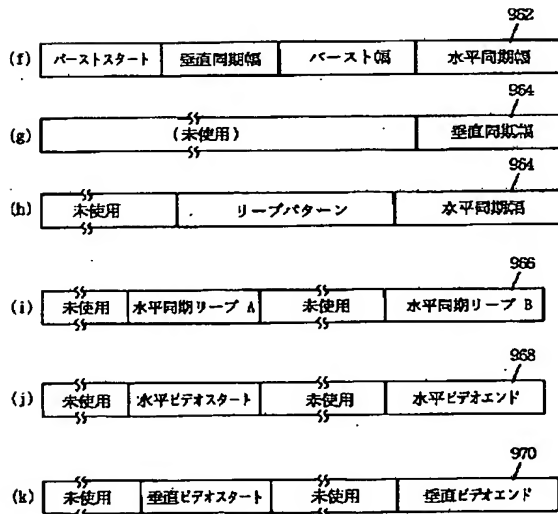 962
(f) バーストスタート 垂直同期幅 バースト幅 水平同期幅
964
(g) (未使用) 垂直同期幅
964
(h) 未使用 リープパターン 水平同期幅
966
(i) 未使用 水平同期リープ A 未使用 水平同期リープ B
968
(j) 未使用 水平ビデオスタート 未使用 水平ビデオエンド
970
(k) 未使用 垂直ビデオスタート 未使用 垂直ビデオエンド